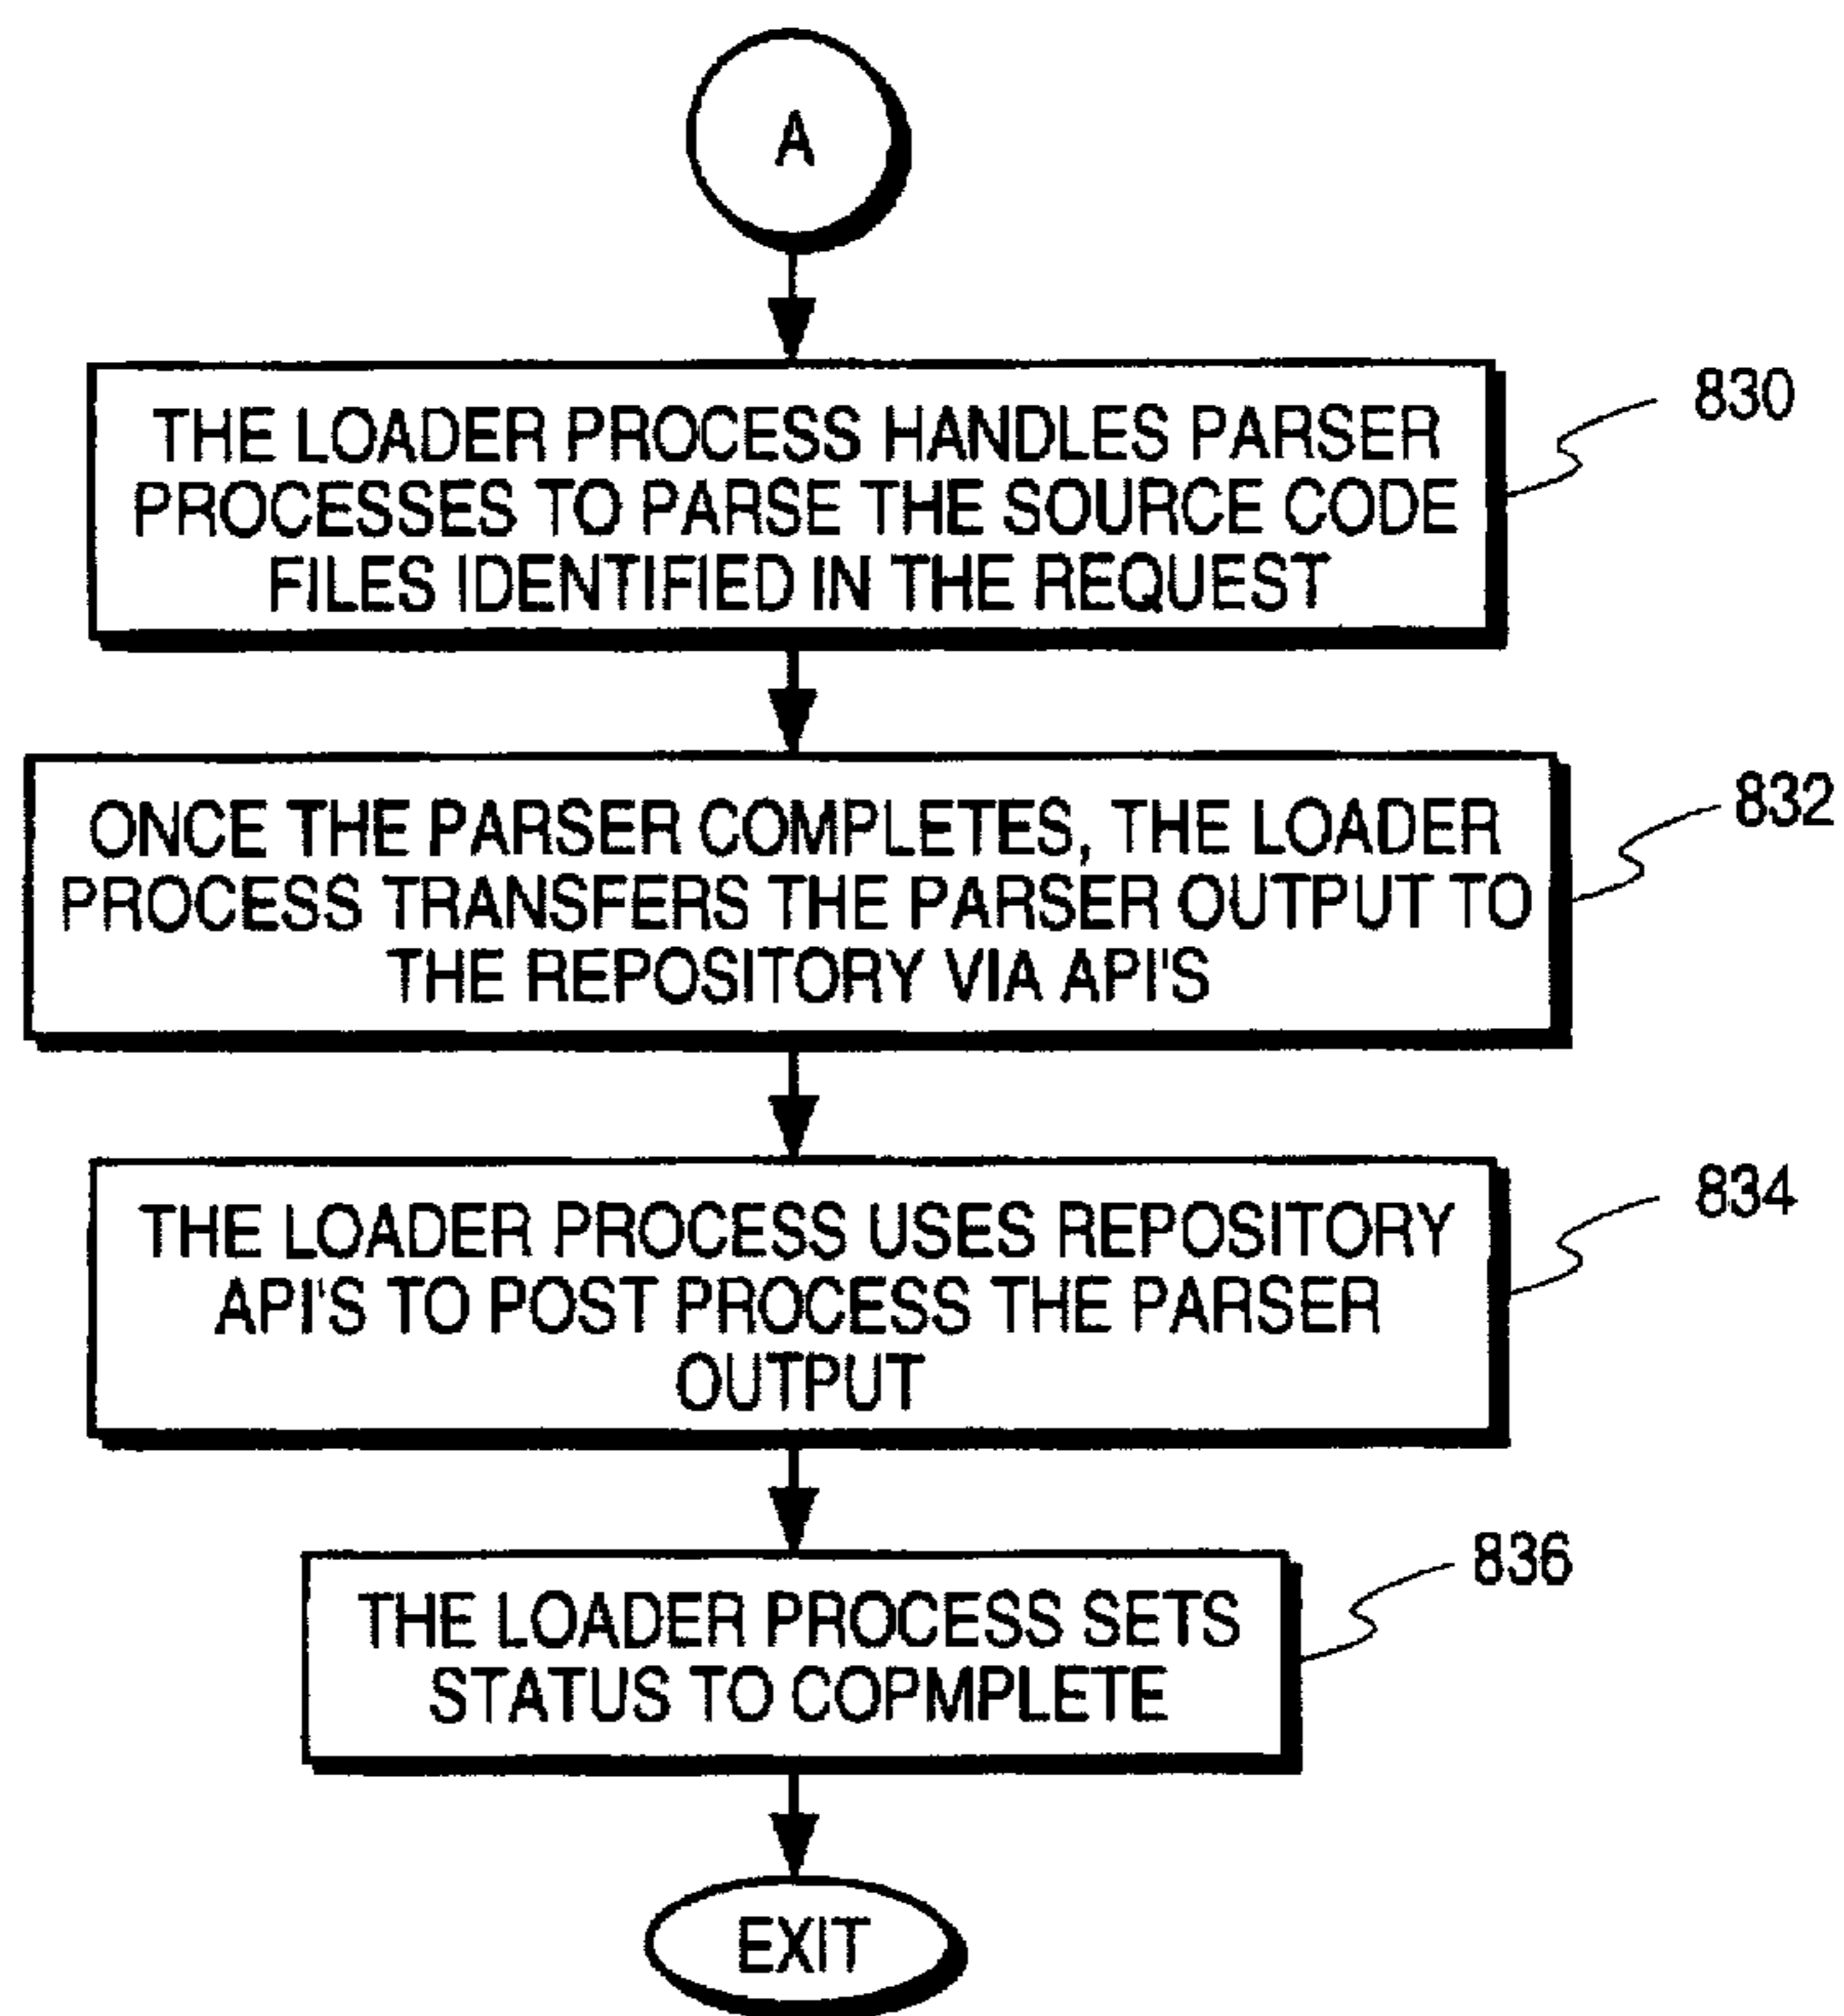 A
THE LOADER PROCESS HANDLES PARSER
PROCESSES TO PARSE THE SOURCE CODE
FILES IDENTIFIED IN THE REQUEST
830
ONCE THE PARSER COMPLETES, THE LOADER
PROCESS TRANSFERS THE PARSER OUTPUT TO
THE REPOSITORY VIA API'S
832
THE LOADER PROCESS USES REPOSITORY
API'S TO POST PROCESS THE PARSER
OUTPUT
834
THE LOADER PROCESS SETS
STATUS TO COPMPLETE
836
EXIT